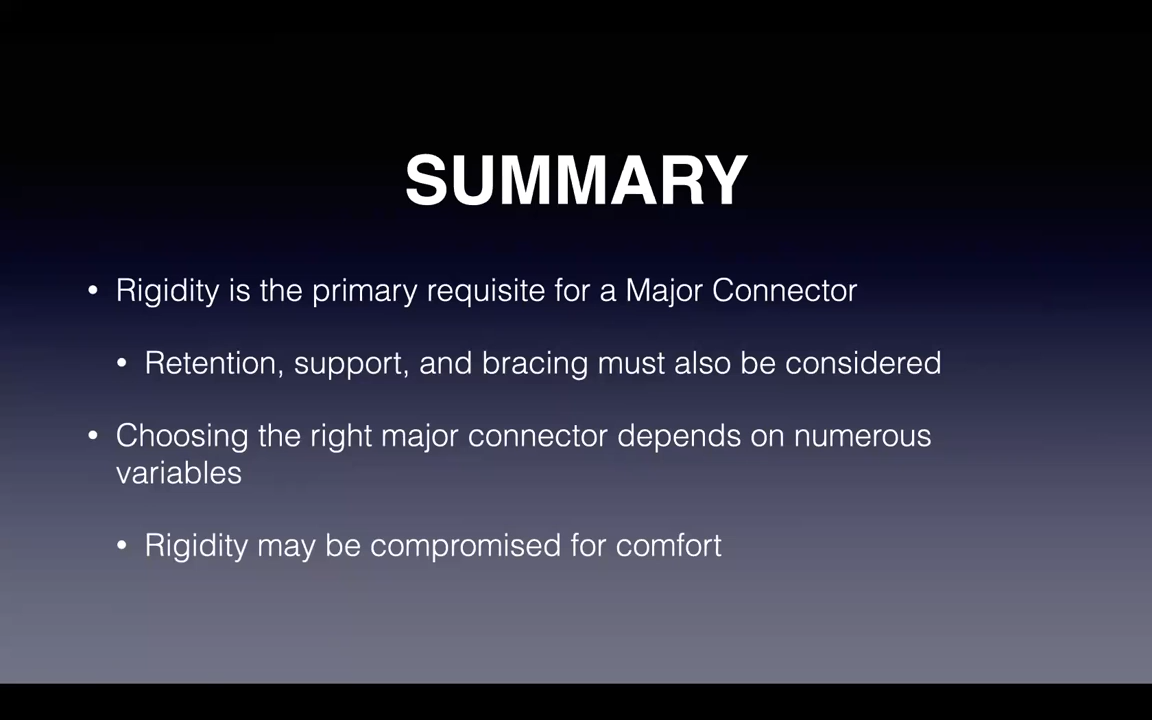 SUMMARY
• Rigidity is the primary requisite for a Major Connector
• Retention, support, and bracing must also be considered
• Choosing the right major connector depends on numerous
variables
• Rigidity may be compromised for comfort